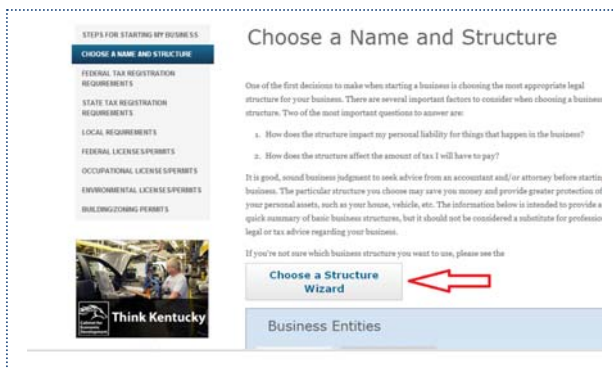 STEPS FOR STARTING MY BUSINESS
CHOOSE A NAME AND STRUCTURE
FEDERAL TAX REGISTRATION
REQUIREMENTS
STATE TAX REGISTRATION
REQUIREMENTS
LOCAL REQUIREMENTS
FEDERAL LICENSES/PERMITS
OCCUPATIONAL LICENSES/PERMITS
ENVIRONMENTAL LICENSES/PERMITS
BUILDING/ZONING PERMITS
Think Kentucky
Choose a Name and Structure
One of the first decisions to make when starting a business is choosing the most appropriate legal
structure for your business. There are several important factors to consider when choosing a business
structure. Two of the most important questions to answer are:
1. How does the structure impact my personal liability for things that happen in the business?
2. How does the structure affect the amount of tax I will have to pay?
It is good, sound business judgment to seek advice from an accountant and/or attorney before startin
business. The particular structure you choose may save you money and provide greater protection of
your personal assets, such as your house, vehicle, etc. The information below is intended to provide a
quick summary of basic business structures, but it should not be considered a substitute for professio
legal or tax advice regarding your business.
If you're not sure which business structure you want to use, please see the
Choose a Structure
Wizard
Business Entities